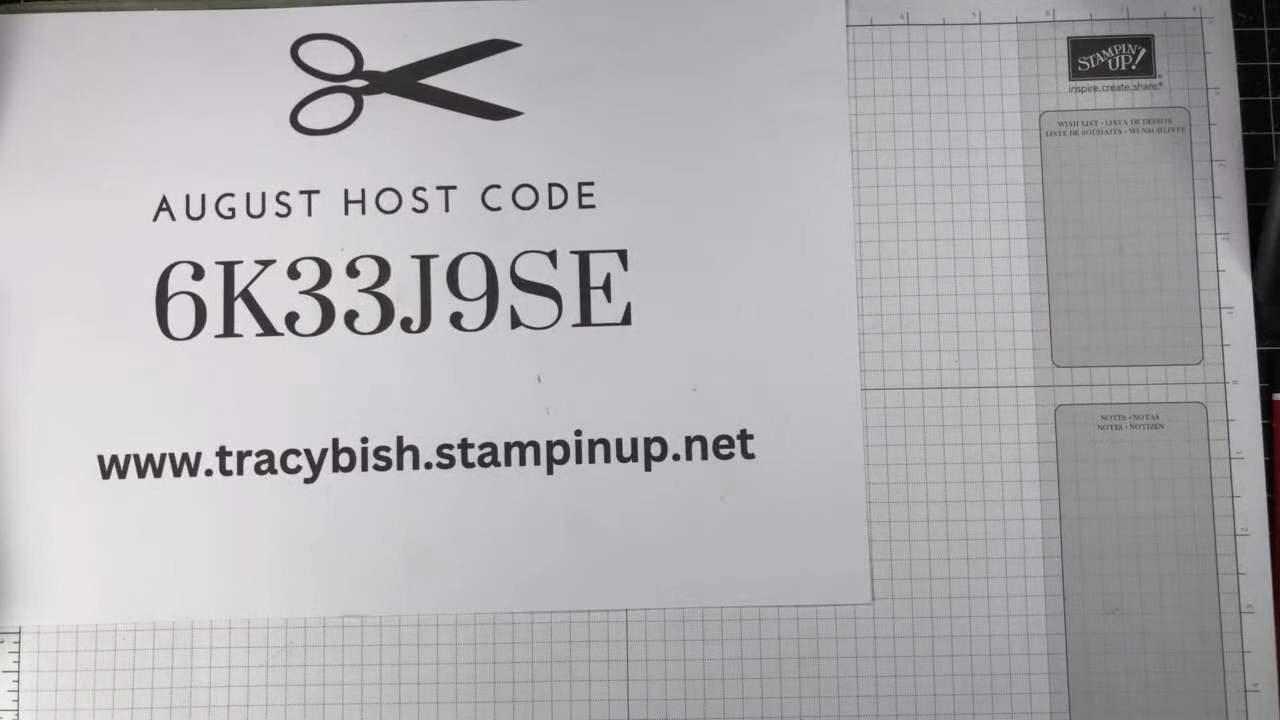 AUGUST HOST CODE
6K33J9SE
www.tracybish.stampinup.net
STAMPIN'
UP!
inspire.create.share.®
WISH LIST • LISTA DE DESEOS
LISTE DE SOUHAITS • WUNSCHLISTE
NOTES • NOTAS
NOTES • NOTIZEN